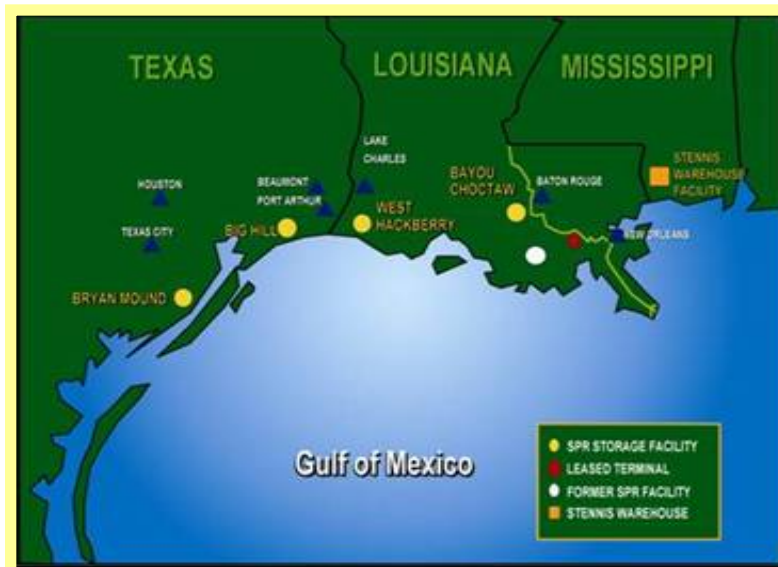 TEXAS
LOUISIANA
MISSISSIPPI
LAKE
CHARLES
HOUSTON
BEAUMONT
PORT ARTHUR
TEXAS CITY
BIG HILL
WEST
HACKBERRY
BAYOU
CHOCTAW
BATON ROUGE
STENNIS
WAREHOUSE
FACILITY
NEW ORLEANS
BRYAN MOUND
Gulf of Mexico
SPR STORAGE FACILITY
LEASED TERMINAL
FORMER SPR FACILITY
STENNIS WAREHOUSE